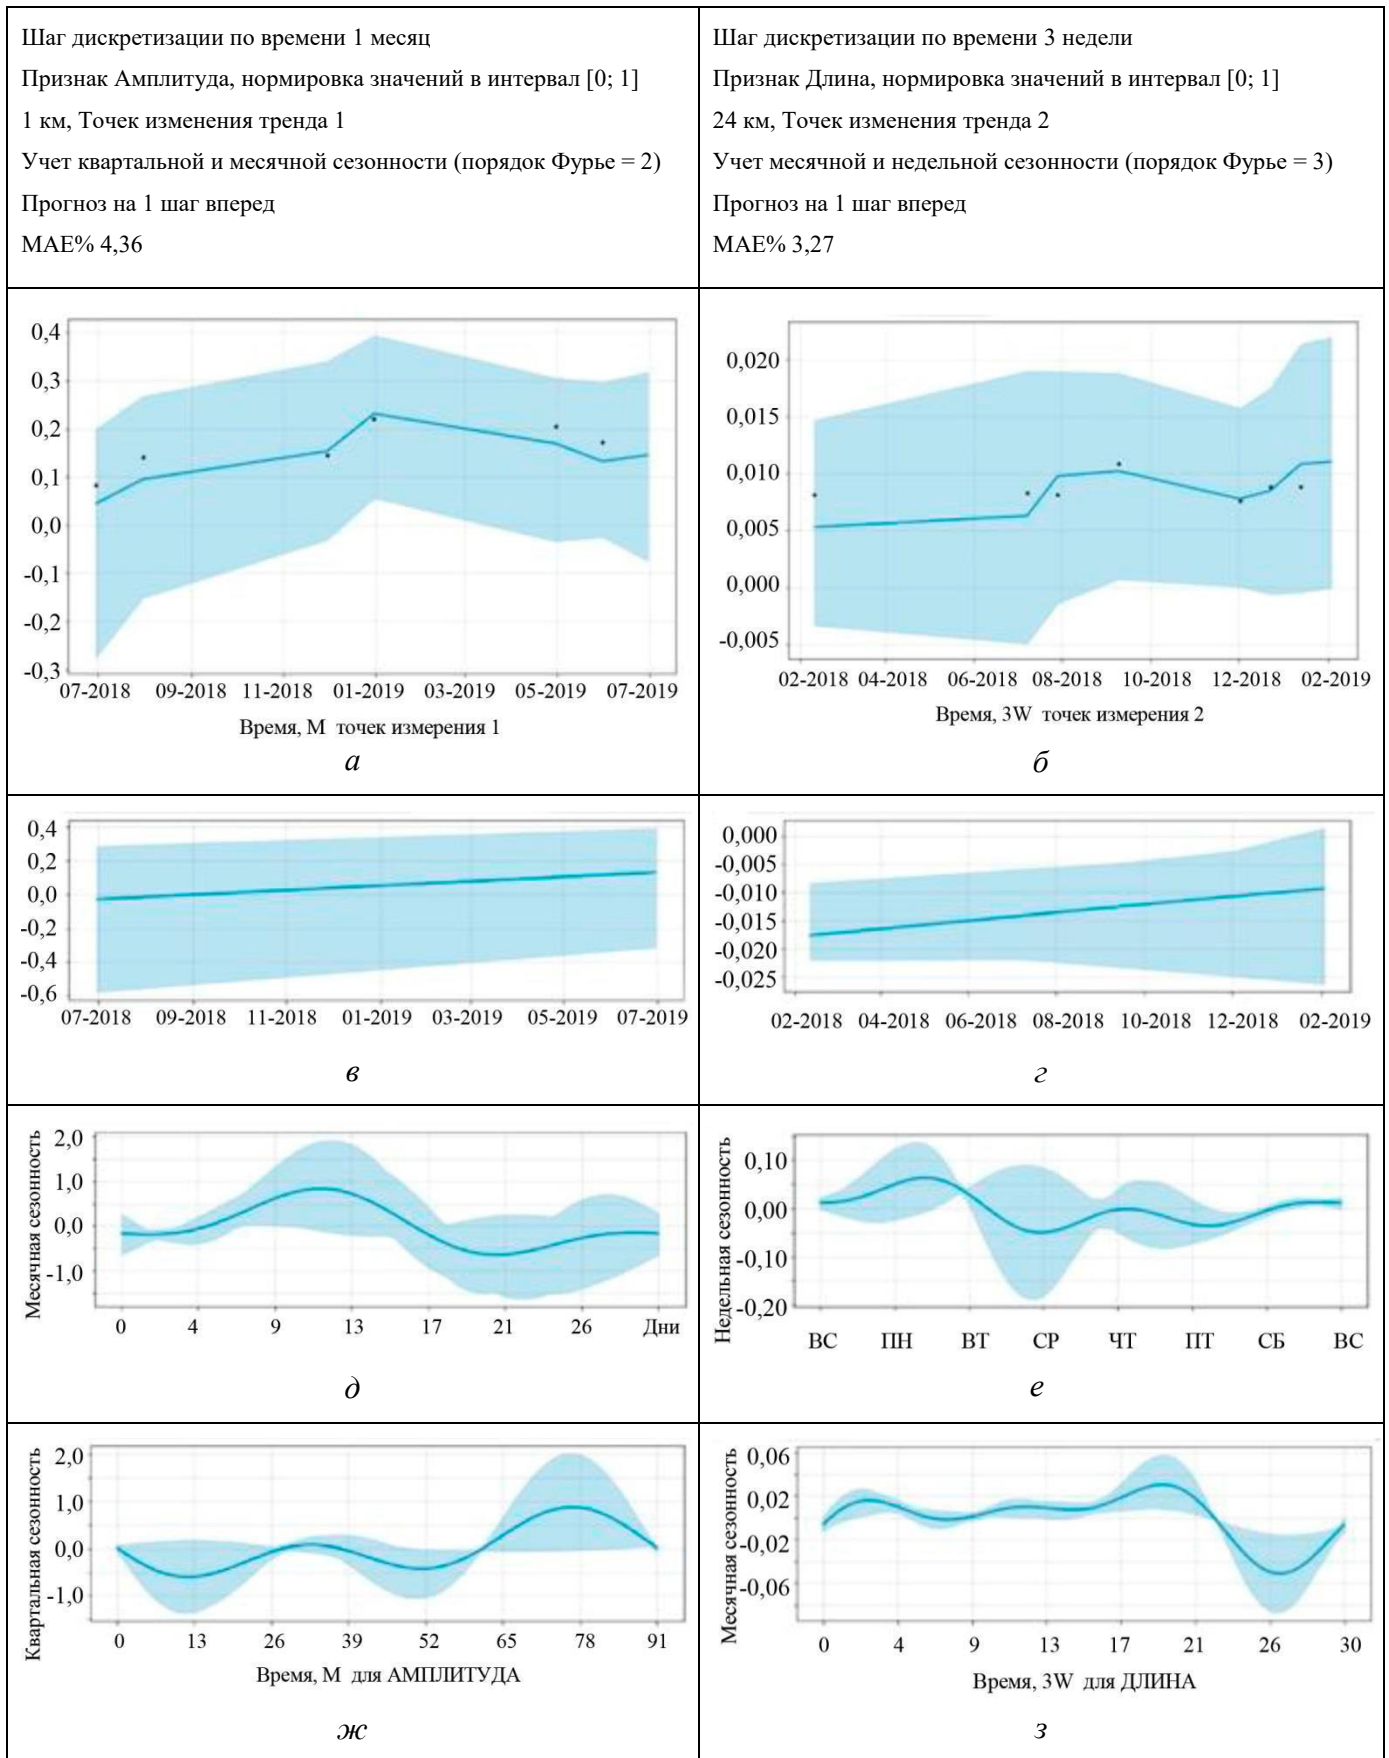 Шаг дискретизации по времени 1 месяц
Признак Амплитуда, нормировка значений в интервал [0; 1]
1 км, Точек изменения тренда 1
Учет квартальной и месячной сезонности (порядок Фурье = 2)
Прогноз на 1 шаг вперед
MAE% 4,36
Шаг дискретизации по времени 3 недели
Признак Длина, нормировка значений в интервал [0; 1]
24 км, Точек изменения тренда 2
Учет месячной и недельной сезонности (порядок Фурье = 3)
Прогноз на 1 шаг вперед
MAE% 3,27
0,4
0,3
0,2
0,1
0,0
-0,1
-0,2
-0,3
07-2018 09-2018 11-2018 01-2019 03-2019 05-2019 07-2019
Время, М точек измерения 1
а
0,020
0,015
0,010
0,005
0,000
-0,005
02-2018 04-2018 06-2018 08-2018 10-2018 12-2018 02-2019
Время, 3W точек измерения 2
б
0,4
0,2
0,0
-0,2
-0,4
-0,6
07-2018 09-2018 11-2018 01-2019 03-2019 05-2019 07-2019
в
0,000
-0,005
-0,010
-0,015
-0,020
-0,025
02-2018 04-2018 06-2018 08-2018 10-2018 12-2018 02-2019
г
Месячная сезонность
2,0
1,0
0,0
-1,0
0 4 9 13 17 21 26 Дни
д
Недельная сезонность
0,10
0,00
-0,10
-0,20
ВС ПН ВТ СР ЧТ ПТ СБ ВС
е
Квартальная сезонность
2,0
1,0
0,0
-1,0
0 13 26 39 52 65 78 91
Время, М для АМПЛИТУДА
ж
Месячная сезонность
0,06
0,02
-0,02
-0,06
0 4 9 13 17 21 26 30
Время, 3W для ДЛИНА
з